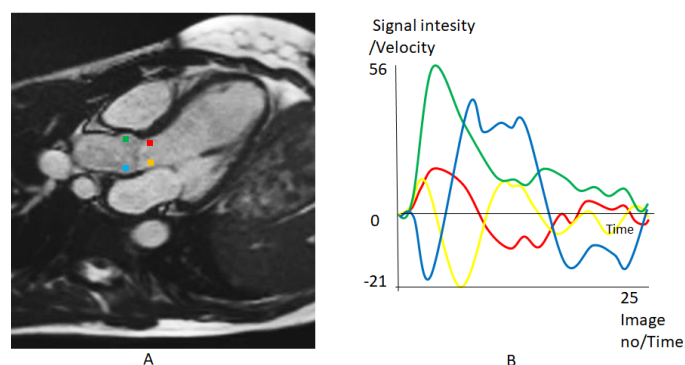 Signal intesity
/Velocity
56
0
Time
-21
25
Image
no/Time
A
B